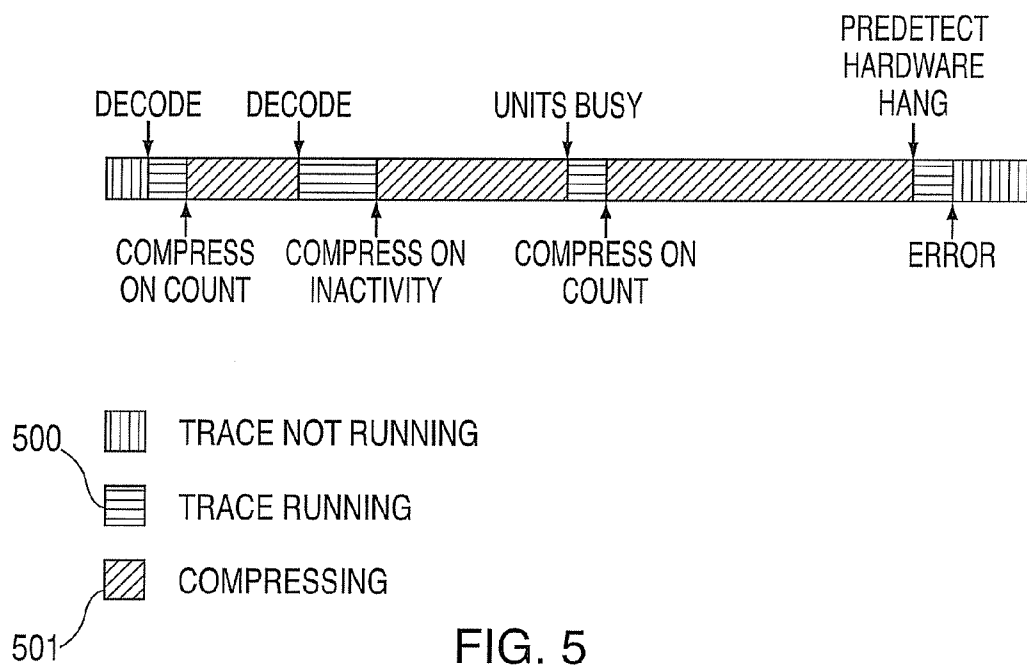 PREDETECT
HARDWARE
HANG
DECODE
DECODE
UNITS BUSY
COMPRESS
ON COUNT
COMPRESS ON
INACTIVITY
COMPRESS ON
COUNT
ERROR
500
TRACE NOT RUNNING
TRACE RUNNING
COMPRESSING
501
FIG. 5